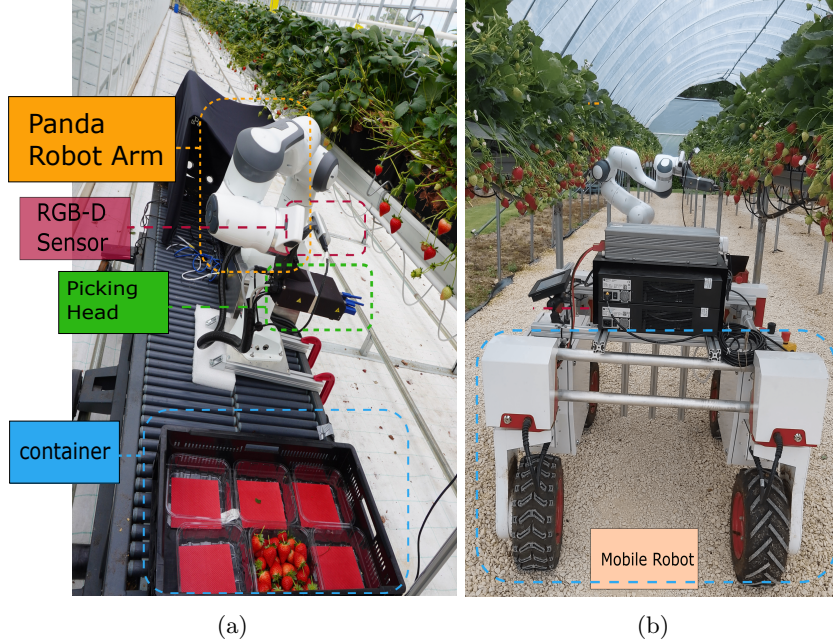 Panda
Robot Arm
RGB-D
Sensor
Picking
Head
container
Mobile Robot
(a)
(b)